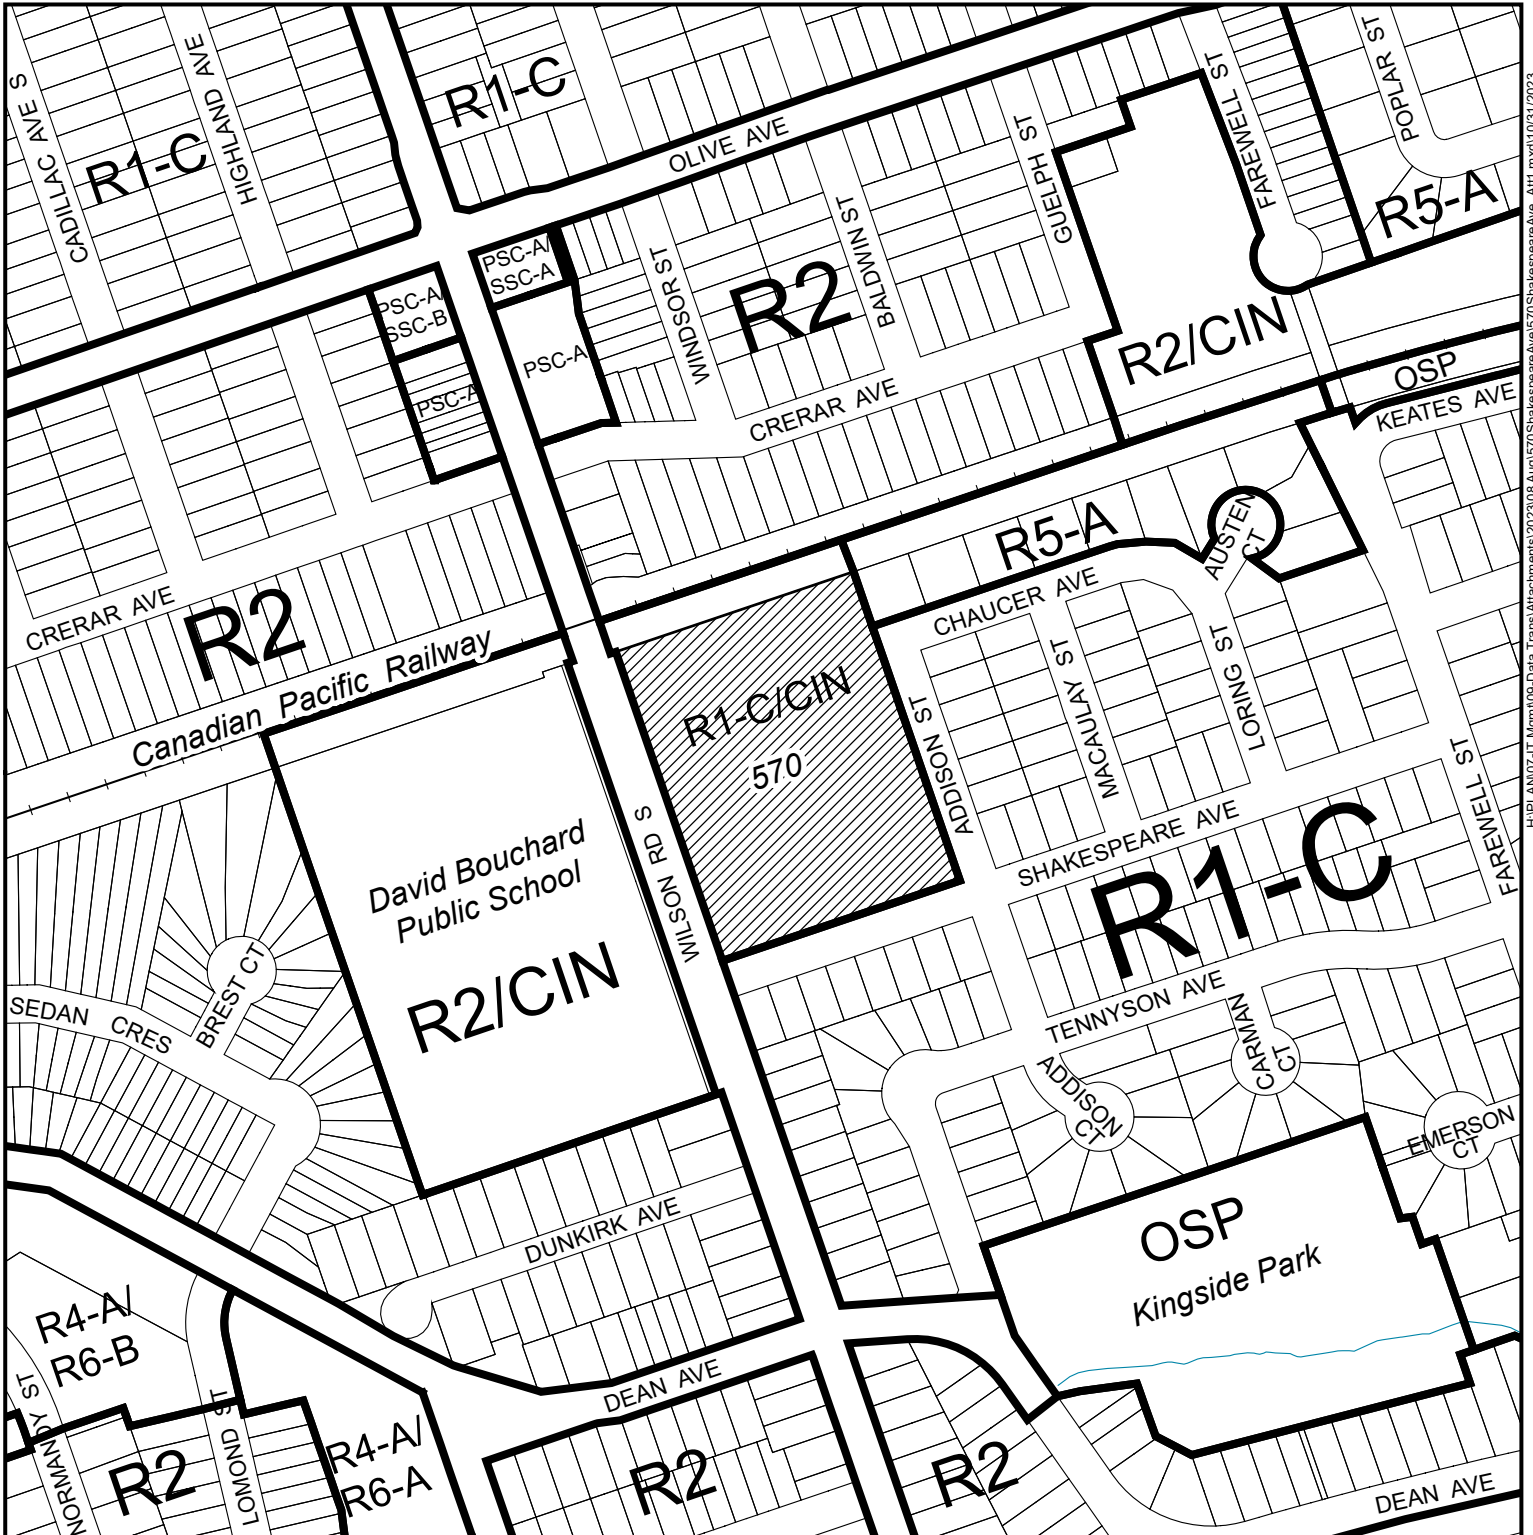 CADILLAC AVE S
R1-C
HIGHLAND AVE
R1-C
OLIVE AVE
GUELPH ST
FAREWELL ST
POPLAR ST
R5-A
PSC-A/
SSC-A
PSC-A/
SSC-B
PSC-A
PSC-A
WINDSOR ST
R2
BALDWIN ST
R2/CIN
CRERAR AVE
OSP
KEATES AVE
R5-A
AUSTEN
CT
CHAUCER AVE
CRERAR AVE
R2
Canadian Pacific Railway
R1-C/CIN
570
ADDISON ST
MACAULAY ST
LORING ST
SHAKESPEARE AVE
FAREWELL ST
R1-C
WILSON RD S
David Bouchard
Public School
R2/CIN
BREST CT
SEDAN CRES
TENNYSON AVE
ADDISON
CT
CARMAN
CT
EMERSON
CT
OSP
Kingside Park
DUNKIRK AVE
DEAN AVE
R4-A/
R6-B
NORMANDY ST
R2
LOMOND ST
R4-A/
R6-A
R2
R2
DEAN AVE